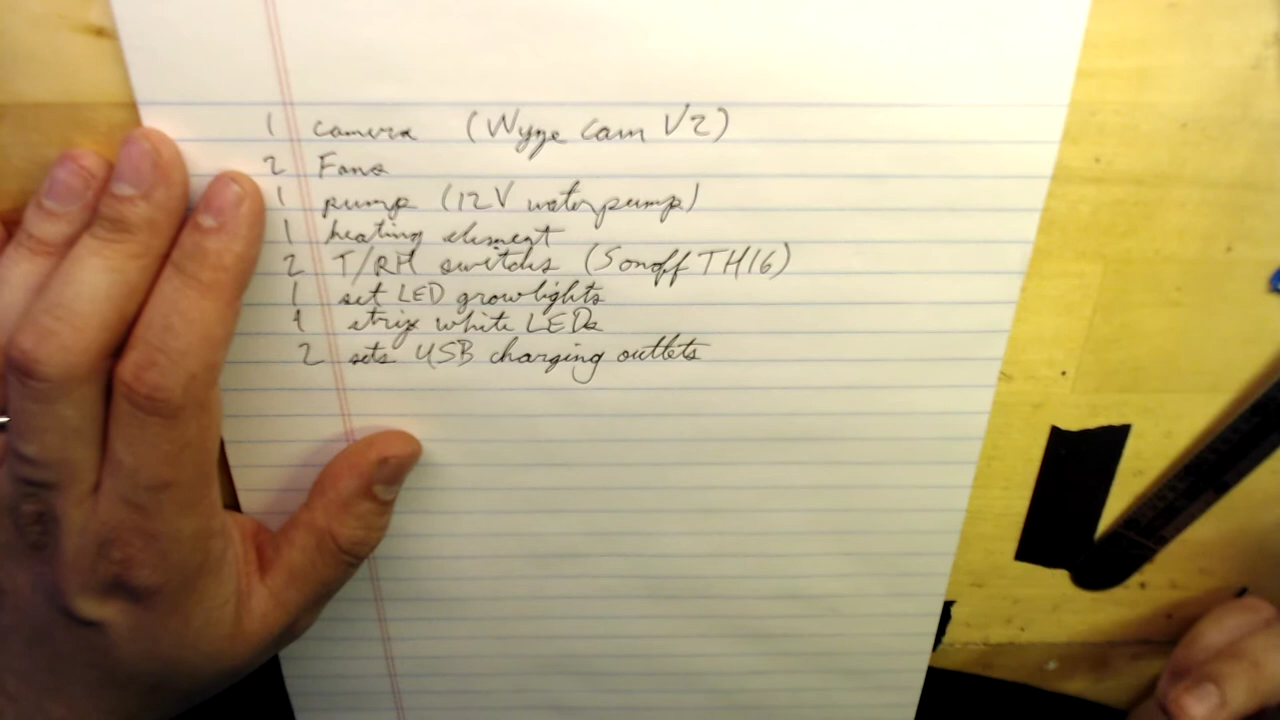 1 camera (Wyze Cam V2)
2 Fans
1 pump (12V waterpump)
1 heating element
2 T/RH switches (Sonoff TH16)
1 set LED growlights
1 strip white LEDs
2 sets USB charging outlets